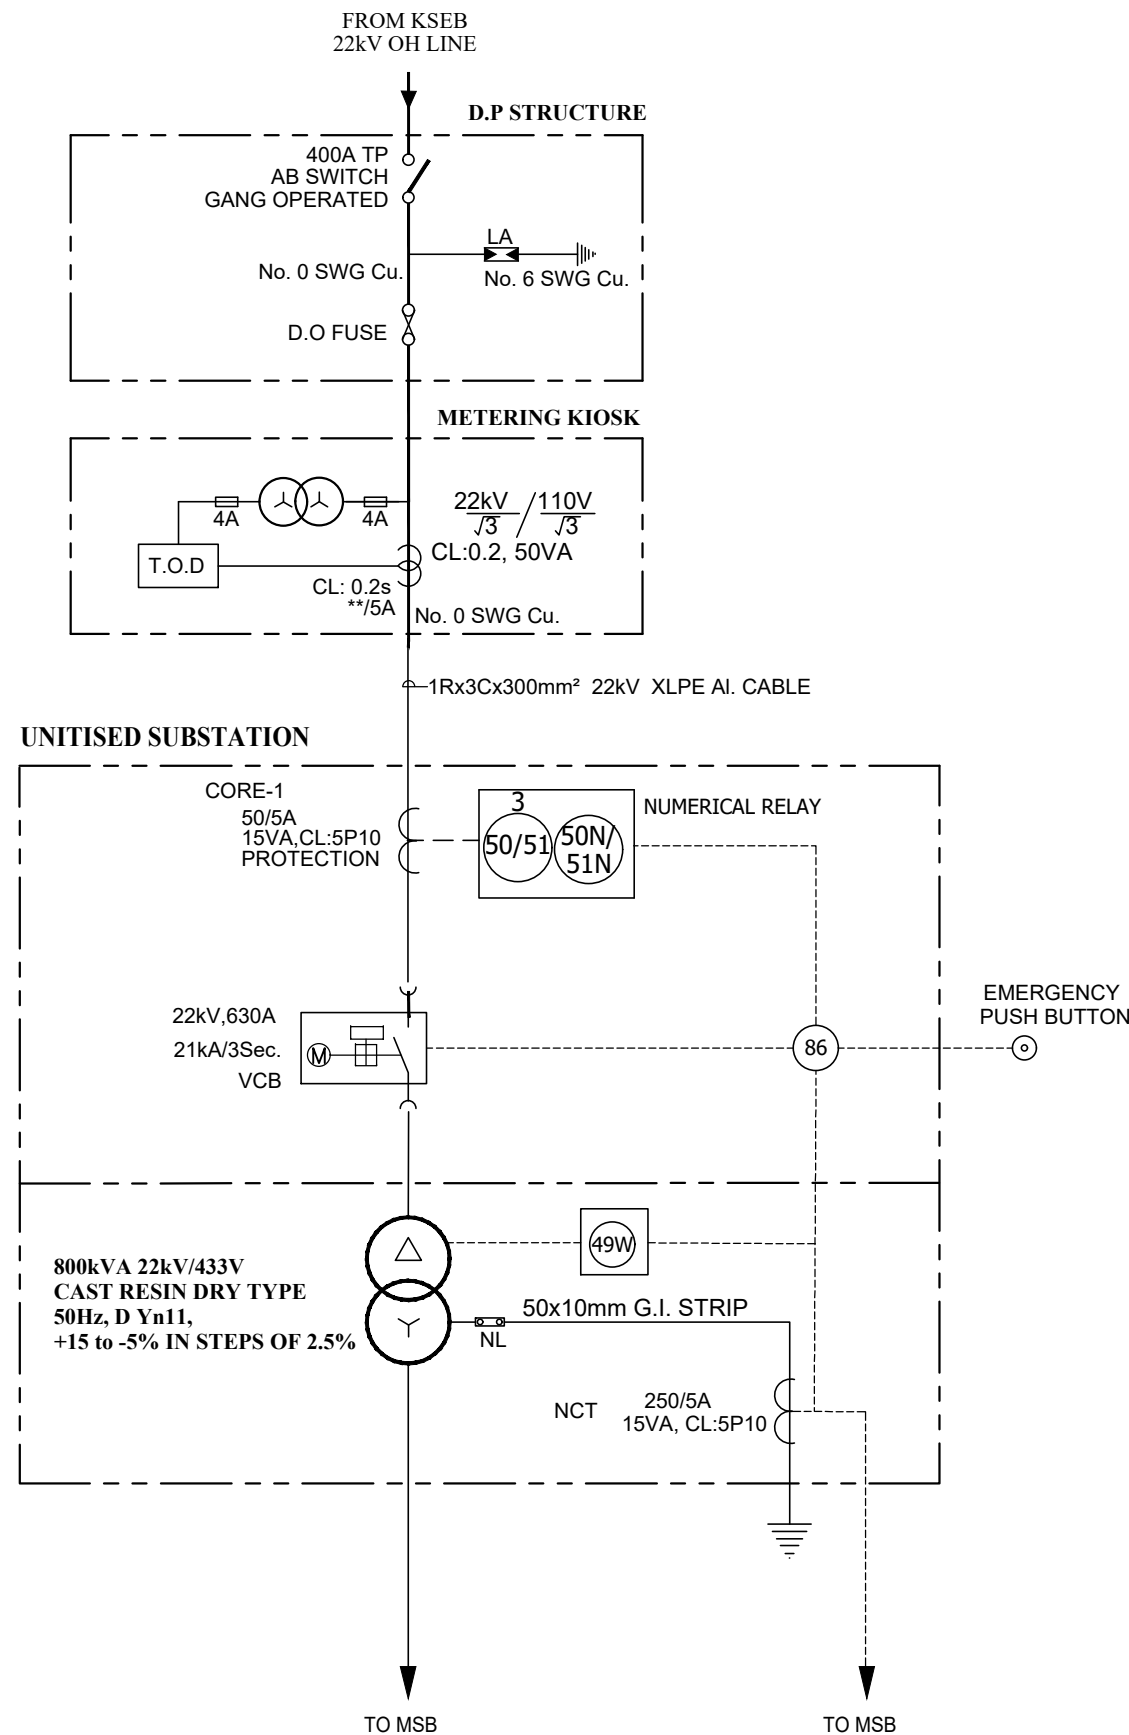 FROM KSEB
22kV OH LINE
D.P STRUCTURE
400A TP
AB SWITCH
GANG OPERATED
LA
No. 0 SWG Cu.
No. 6 SWG Cu.
D.O FUSE
METERING KIOSK
4A
4A
22kV/√3 / 110V/√3
CL:0.2, 50VA
T.O.D
CL: 0.2s
**/5A
No. 0 SWG Cu.
1Rx3Cx300mm² 22kV XLPE Al. CABLE
UNITISED SUBSTATION
CORE-1
50/5A
15VA,CL:5P10
PROTECTION
3
50/51
50N/
51N
NUMERICAL RELAY
22kV,630A
21kA/3Sec.
VCB
M
86
EMERGENCY
PUSH BUTTON
800kVA 22kV/433V
CAST RESIN DRY TYPE
50Hz, D Yn11,
+15 to -5% IN STEPS OF 2.5%
49W
50x10mm G.I. STRIP
NL
NCT
250/5A
15VA, CL:5P10
TO MSB
TO MSB